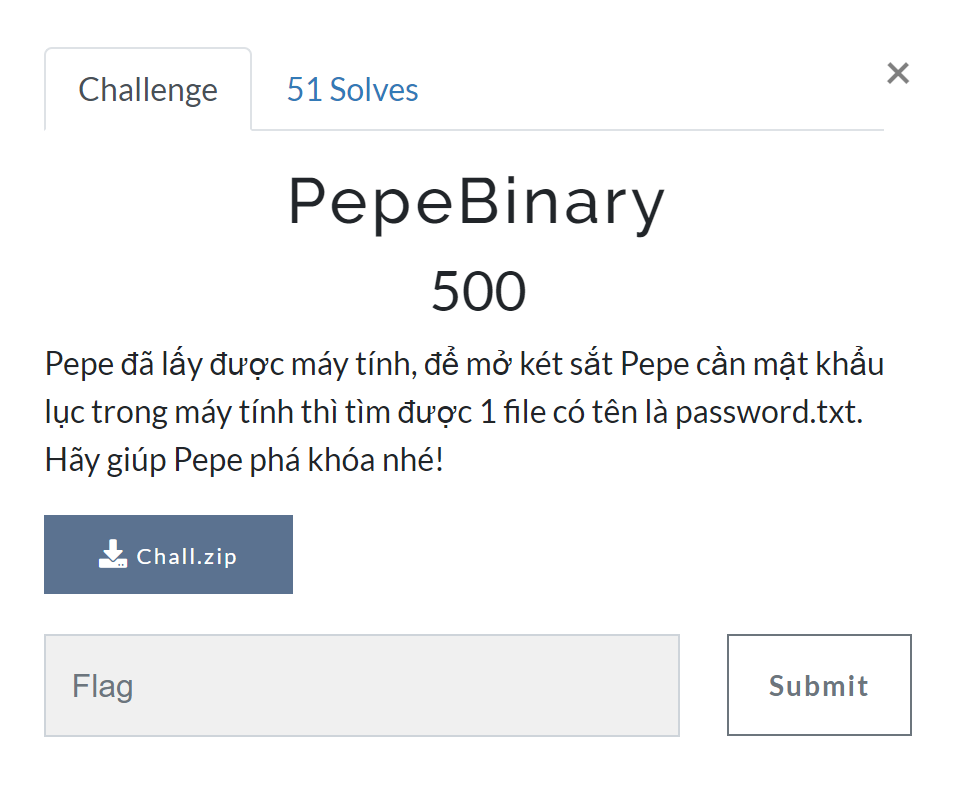 Challenge
51 Solves
×
PepeBinary
500
Pepe đã lấy được máy tính, để mở két sắt Pepe cần mật khẩu
lục trong máy tính thì tìm được 1 file có tên là password.txt.
Hãy giúp Pepe phá khóa nhé!
Chall.zip
Flag
Submit